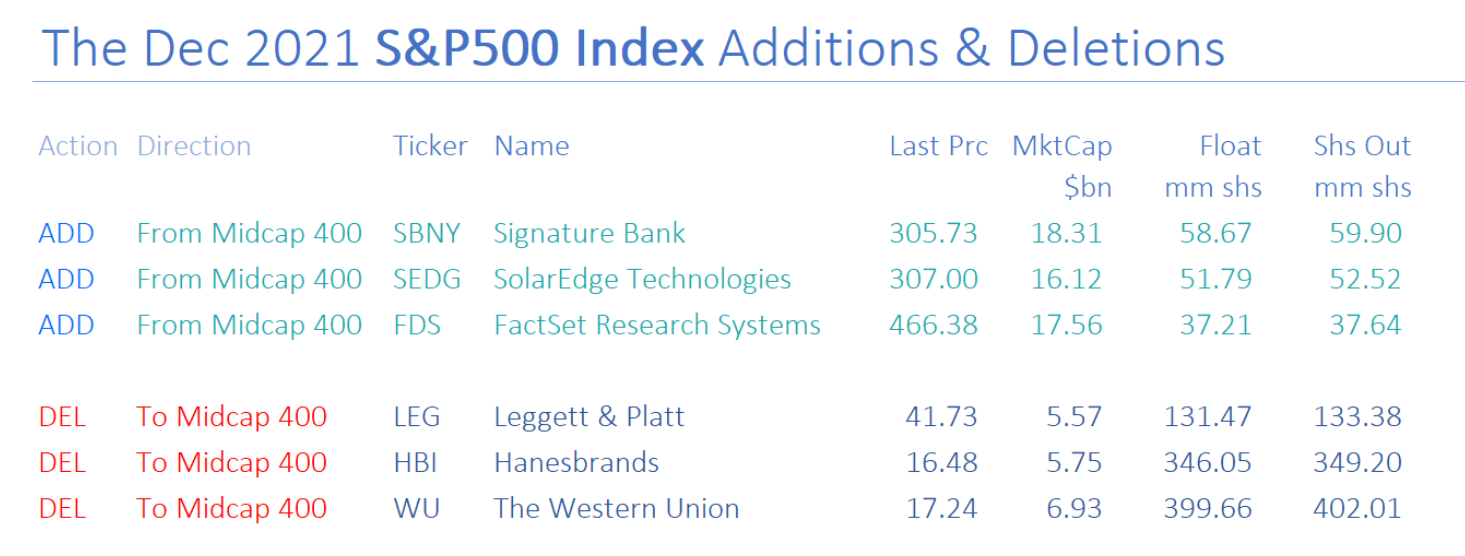 The Dec 2021 S&P500 Index Additions & Deletions
Action Direction Ticker Name Last Prc MktCap Float Shs Out
$bn mm shs mm shs
ADD From Midcap 400 SBNY Signature Bank 305.73 18.31 58.67 59.90
ADD From Midcap 400 SEDG SolarEdge Technologies 307.00 16.12 51.79 52.52
ADD From Midcap 400 FDS FactSet Research Systems 466.38 17.56 37.21 37.64
DEL To Midcap 400 LEG Leggett & Platt 41.73 5.57 131.47 133.38
DEL To Midcap 400 HBI Hanesbrands 16.48 5.75 346.05 349.20
DEL To Midcap 400 WU The Western Union 17.24 6.93 399.66 402.01